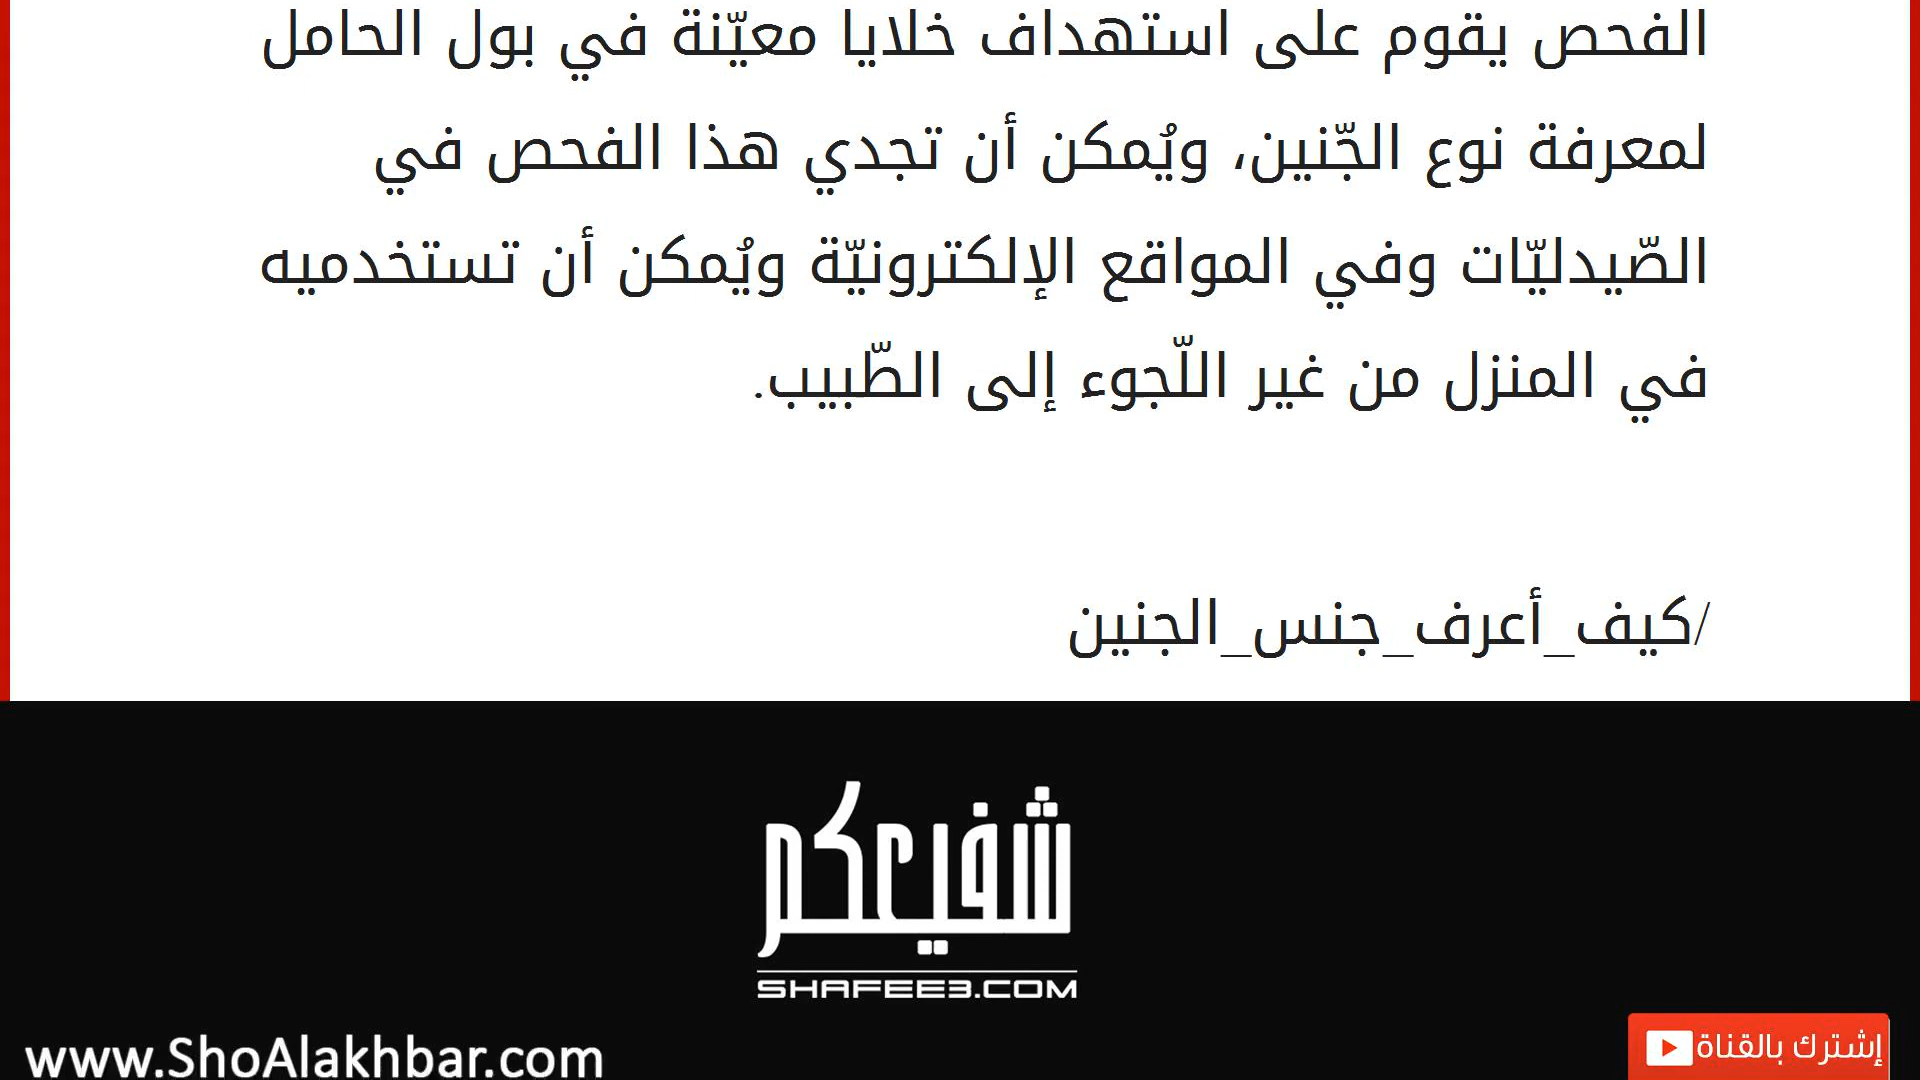 الفحص يقوم على استهداف خلايا معيّنة في بول الحامل
لمعرفة نوع الجّنين، ويُمكن أن تجدي هذا الفحص في
الصّيدليّات وفي المواقع الإلكترونيّة ويُمكن أن تستخدميه
في المنزل من غير اللّجوء إلى الطّبيب.
/كيف_أعرف_جنس_الجنين
شفيعكم
SHAFEE3.COM
www.ShoAlakhbar.com
إشترك بالقناة